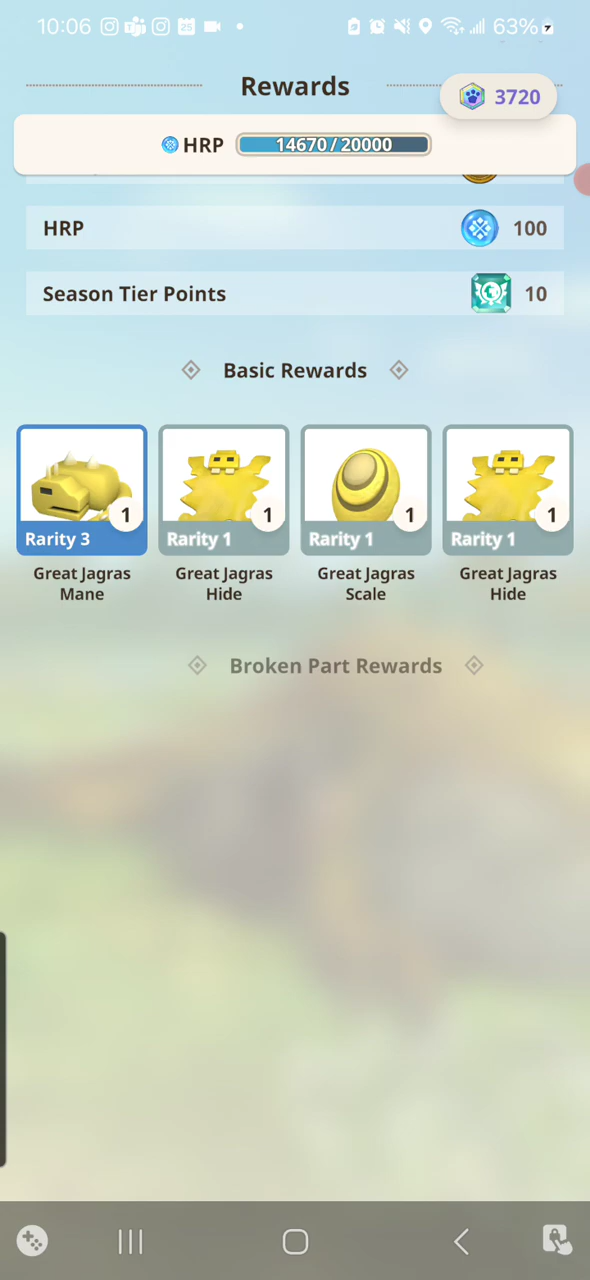 10:06
25
63%
Rewards
3720
HRP 14670 / 20000
HRP 100
Season Tier Points 10
Basic Rewards
1 1 1 1
Rarity 3 Rarity 1 Rarity 1 Rarity 1
Great Jagras Great Jagras Great Jagras Great Jagras
Mane Hide Scale Hide
Broken Part Rewards